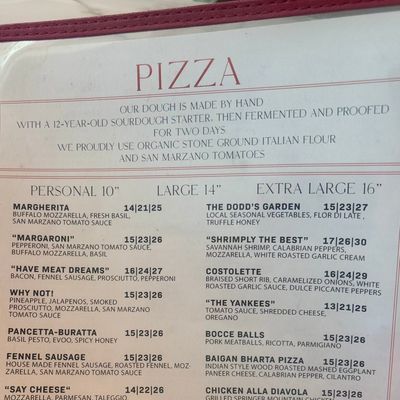 PIZZA
OUR DOUGH IS MADE BY HAND
WITH A 12-YEAR-OLD SOURDOUGH STARTER, THEN FERMENTED AND PROOFED
FOR TWO DAYS
WE PROUDLY USE ORGANIC STONE GROUND ITALIAN FLOUR
AND SAN MARZANO TOMATOES
PERSONAL 10" LARGE 14" EXTRA LARGE 16"
MARGHERITA 14|21|25
BUFFALO MOZZARELLA, FRESH BASIL,
SAN MARZANO TOMATO SAUCE
"MARGARONI" 15|23|26
PEPPERONI, SAN MARZANO TOMATO SAUCE,
BUFFALO MOZZARELLA, BASIL
"HAVE MEAT DREAMS" 16|24|27
BACON, FENNEL SAUSAGE, PROSCIUTTO, PEPPERONI
WHY NOT! 15|23|26
PINEAPPLE, JALAPENOS, SMOKED
PROSCIUTTO, MOZZARELLA, SAN MARZANO
TOMATO SAUCE
PANCETTA-BURATTA 15|23|26
BASIL PESTO, EVOO, SPICY HONEY
FENNEL SAUSAGE 15|23|26
HOUSE MADE FENNEL SAUSAGE, ROASTED FENNEL, MOZ-
ZARELLA, SAN MARZANO TOMATO SAUCE
"SAY CHEESE" 14|22|26
MOZZARELLA, PARMESAN, TALEGGIO
THE DODD'S GARDEN 15|23|27
LOCAL SEASONAL VEGETABLES, FLOR DI LATE ,
TRUFFLE HONEY
"SHRIMPLY THE BEST" 17|26|30
SAVANNAH SHRIMP, CALABRIAN PEPPERS,
MOZZARELLA, WHITE ROASTED GARLIC CREAM
COSTOLETTE 16|24|29
BRAISED SHORT RIB, CARAMELIZED ONIONS, WHITE
ROASTED GARLIC SAUCE, DULCE PICCANTE PEPPERS
"THE YANKEES" 13|21|25
TOMATO SAUCE, SHREDDED CHEESE,
OREGANO
BOCCE BALLS 15|23|26
PORK MEATBALLS, RICOTTA, PARMIGIANO
BAIGAN BHARTA PIZZA 15|23|26
INDIAN STYLE WOOD ROASTED MASHED EGGPLANT
PANEER CHEESE, CALABRIAN PEPPER, CILANTRO
CHICKEN ALLA DIAVOLA 15|23|26
GRILLED SPRINGER MOUNTAIN CHICKEN